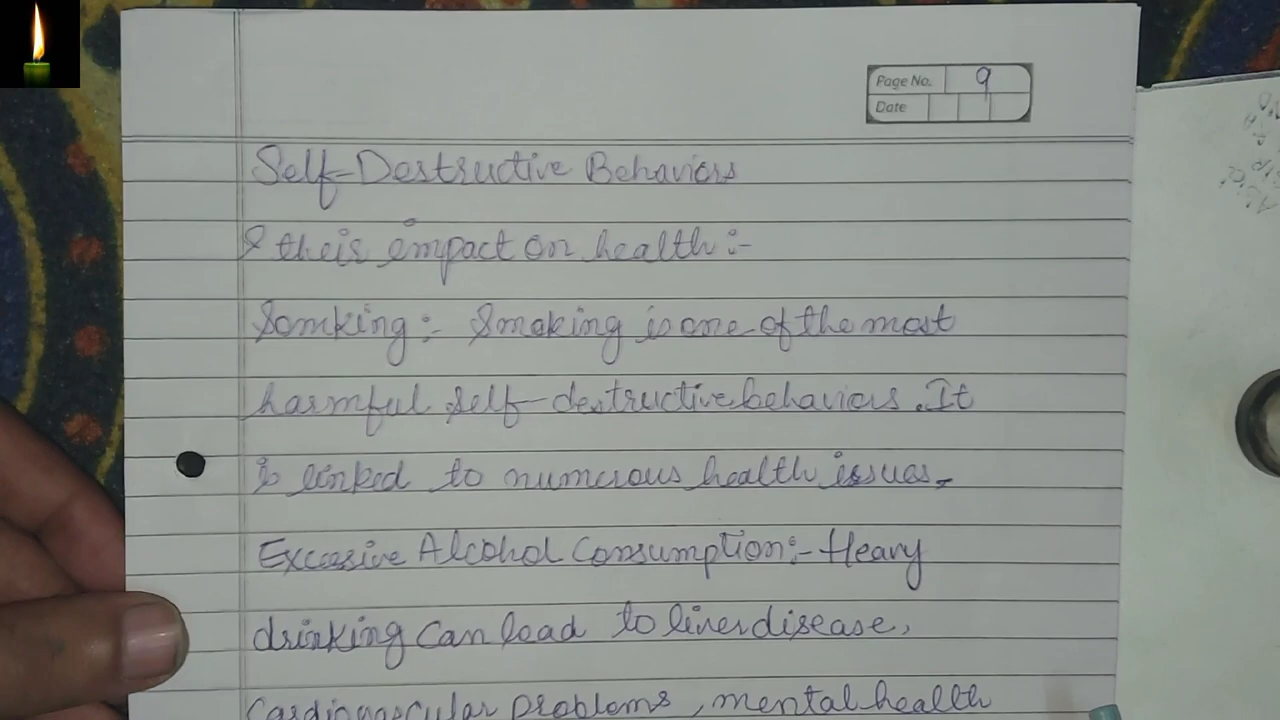 Page No. 9
Date
Self-Destructive Behaviors
& their impact on health :-
Somking :- Smoking is one of the most
harmful self-destructive behaviors. It
is linked to numerous health issues.
Excessive Alcohol Consumption :- Heavy
drinking can lead to liver disease,
Cardiovascular problems, mental health